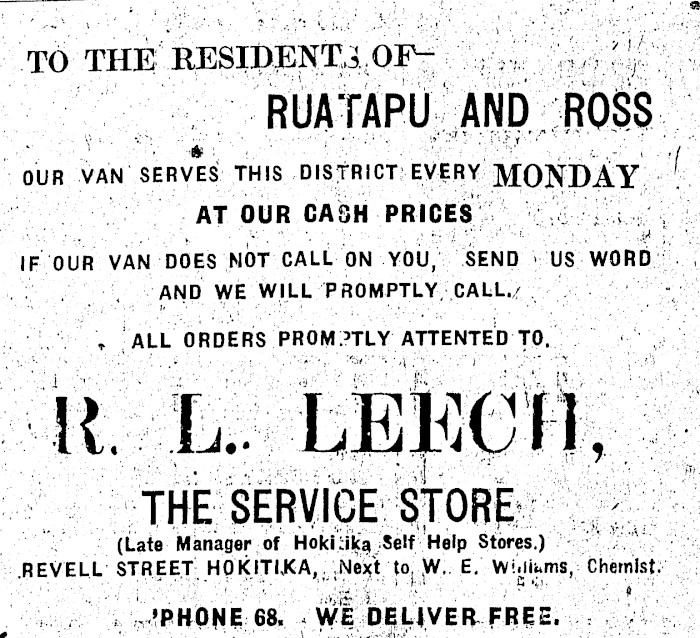 TO THE RESIDENTS OF—
RUATAPU AND ROSS
OUR VAN SERVES THIS DISTRICT EVERY MONDAY
AT OUR CASH PRICES
IF OUR VAN DOES NOT CALL ON YOU, SEND US WORD
AND WE WILL PROMPTLY CALL.
ALL ORDERS PROMPTLY ATTENTED TO.
R. L. LEECH,
THE SERVICE STORE
(Late Manager of Hokitika Self Help Stores.)
REVELL STREET HOKITIKA, Next to W. E. Williams, Chemist.
'PHONE 68. WE DELIVER FREE.